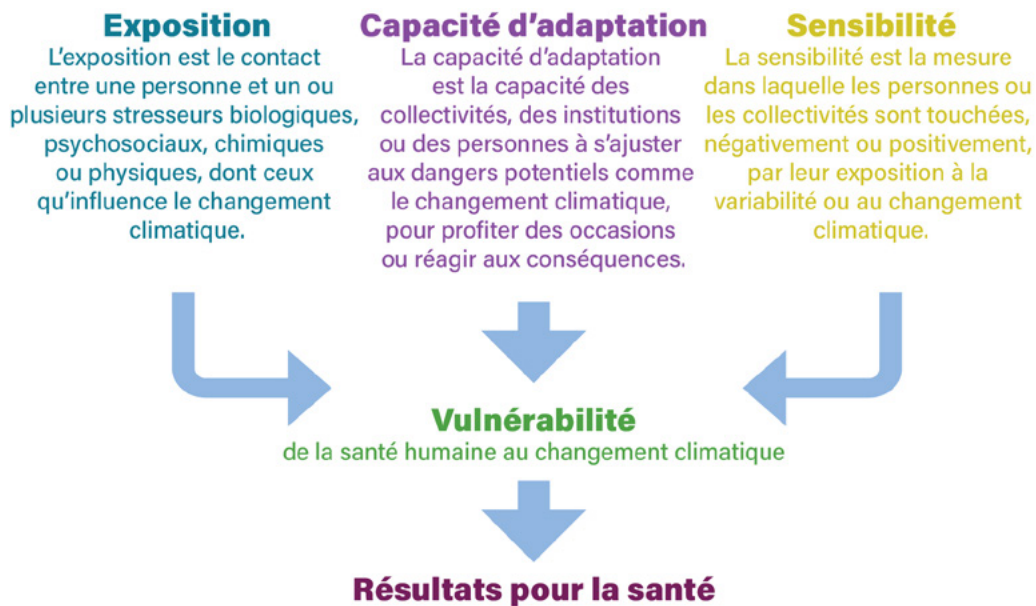 Exposition
L’exposition est le contact
entre une personne et un ou
plusieurs stresseurs biologiques,
psychosociaux, chimiques
ou physiques, dont ceux
qu’influence le changement
climatique.
Capacité d’adaptation
La capacité d’adaptation
est la capacité des
collectivités, des institutions
ou des personnes à s’ajuster
aux dangers potentiels comme
le changement climatique,
pour profiter des occasions
ou réagir aux conséquences.
Sensibilité
La sensibilité est la mesure
dans laquelle les personnes ou
les collectivités sont touchées,
négativement ou positivement,
par leur exposition à la
variabilité ou au changement
climatique.
Vulnérabilité
de la santé humaine au changement climatique
Résultats pour la santé